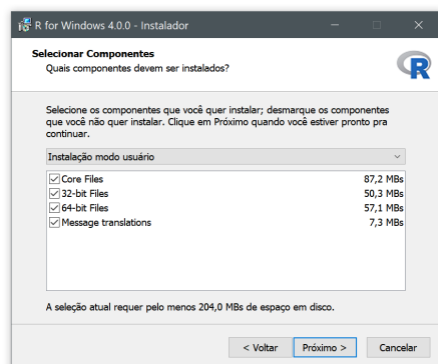 R for Windows 4.0.0 - Instalador
Selecionar Componentes
Quais componentes devem ser instalados?
R
Selecione os componentes que você quer instalar; desmarque os componentes
que você não quer instalar. Clique em Próximo quando você estiver pronto pra
continuar.
Instalação modo usuário
Core Files 87,2 MBs
32-bit Files 50,3 MBs
64-bit Files 57,1 MBs
Message translations 7,3 MBs
A seleção atual requer pelo menos 204,0 MBs de espaço em disco.
< Voltar Próximo > Cancelar